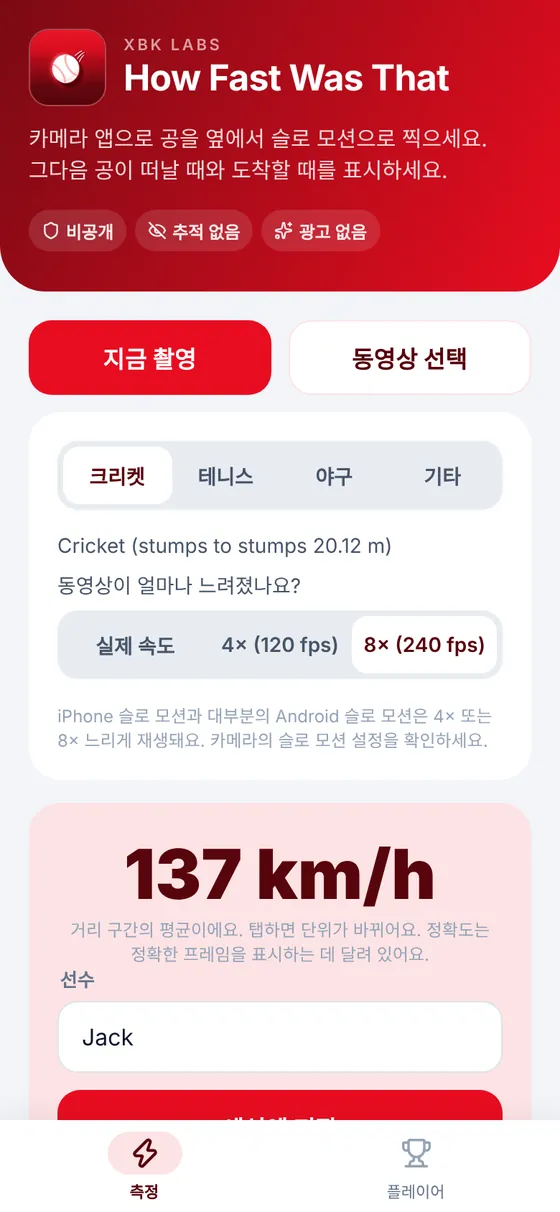 XBK LABS
How Fast Was That
카메라 앱으로 공을 옆에서 슬로 모션으로 찍으세요.
그다음 공이 떠날 때와 도착할 때를 표시하세요.
비공개
추적 없음
광고 없음
지금 촬영
동영상 선택
크리켓
테니스
야구
기타
Cricket (stumps to stumps 20.12 m)
동영상이 얼마나 느려졌나요?
실제 속도
4× (120 fps)
8× (240 fps)
iPhone 슬로 모션과 대부분의 Android 슬로 모션은 4× 또는
8× 느리게 재생돼요. 카메라의 슬로 모션 설정을 확인하세요.
137 km/h
거리 구간의 평균이에요. 탭하면 단위가 바뀌어요. 정확도는
정확한 프레임을 표시하는 데 달려 있어요.
선수
Jack
측정
플레이어